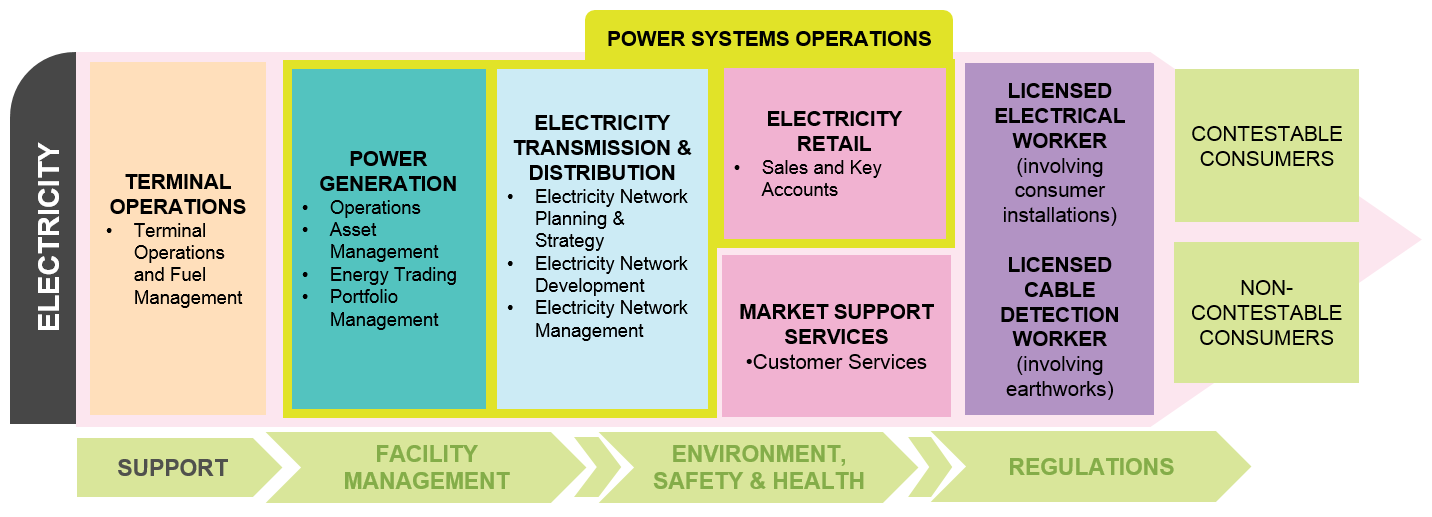 ELECTRICITY
TERMINAL
OPERATIONS
• Terminal
Operations
and Fuel
Management
POWER SYSTEMS OPERATIONS
POWER
GENERATION
• Operations
• Asset
Management
• Energy Trading
• Portfolio
Management
ELECTRICITY
TRANSMISSION &
DISTRIBUTION
• Electricity Network
Planning &
Strategy
• Electricity Network
Development
• Electricity Network
Management
ELECTRICITY
RETAIL
• Sales and Key
Accounts
MARKET SUPPORT
SERVICES
•Customer Services
LICENSED
ELECTRICAL
WORKER
(involving
consumer
installations)
LICENSED
CABLE
DETECTION
WORKER
(involving
earthworks)
CONTESTABLE
CONSUMERS
NON-
CONTESTABLE
CONSUMERS
SUPPORT
FACILITY
MANAGEMENT
ENVIRONMENT,
SAFETY & HEALTH
REGULATIONS